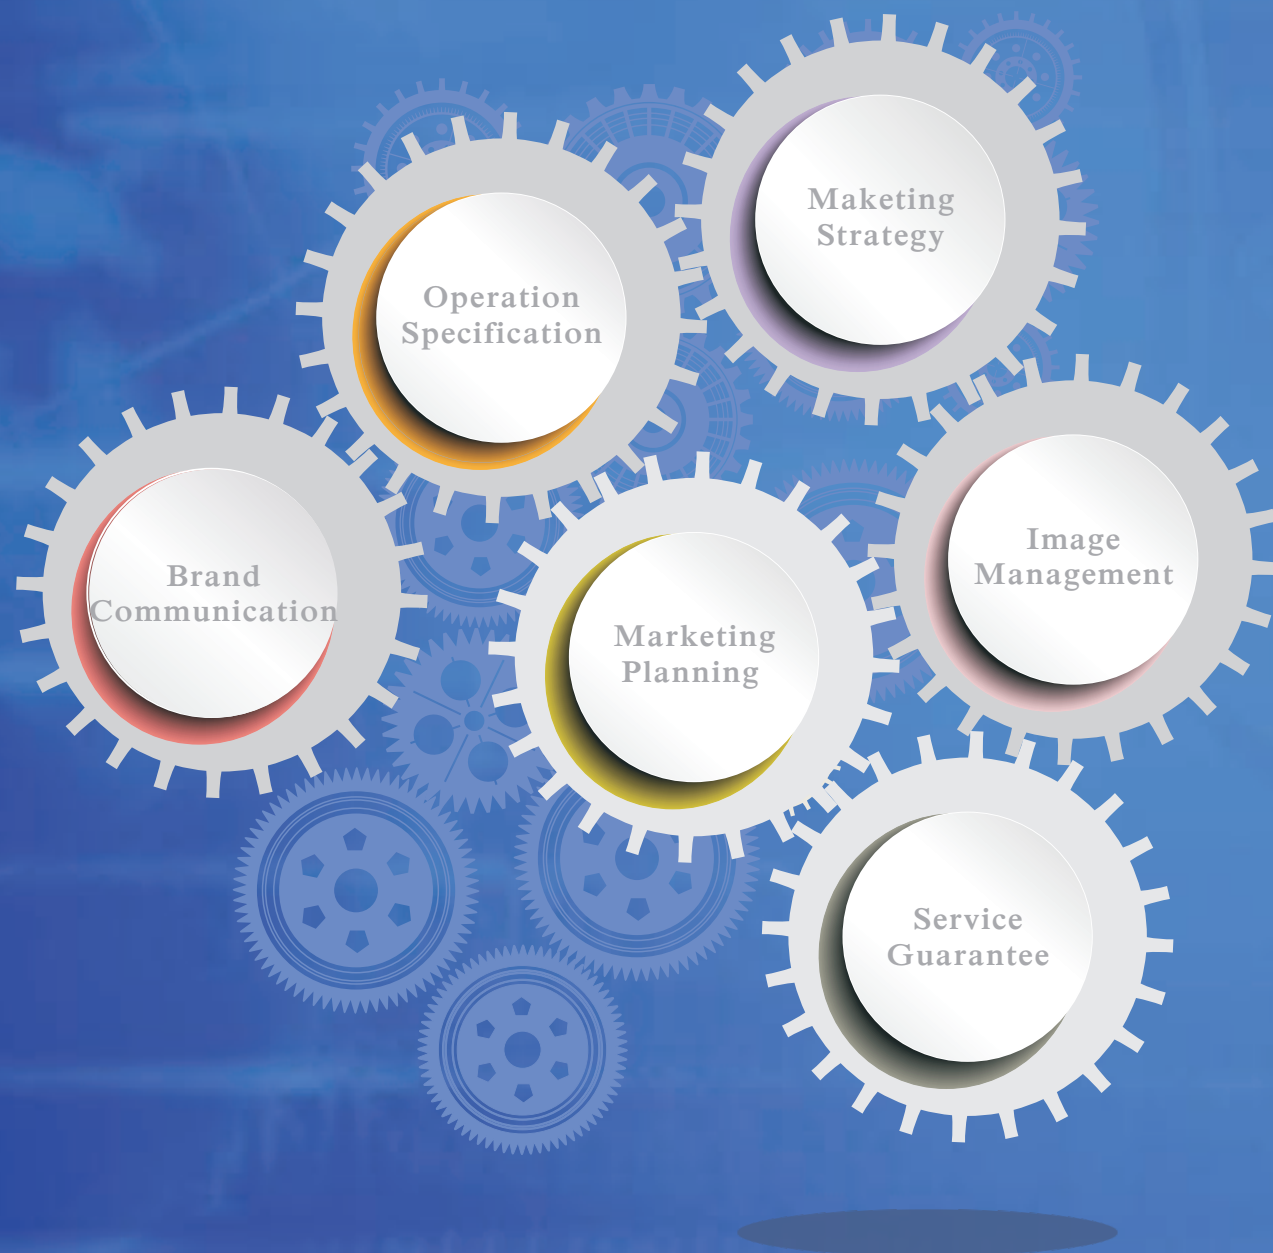 Maketing
Strategy
Operation
Specification
Image
Management
Brand
Communication
Marketing
Planning
Service
Guarantee